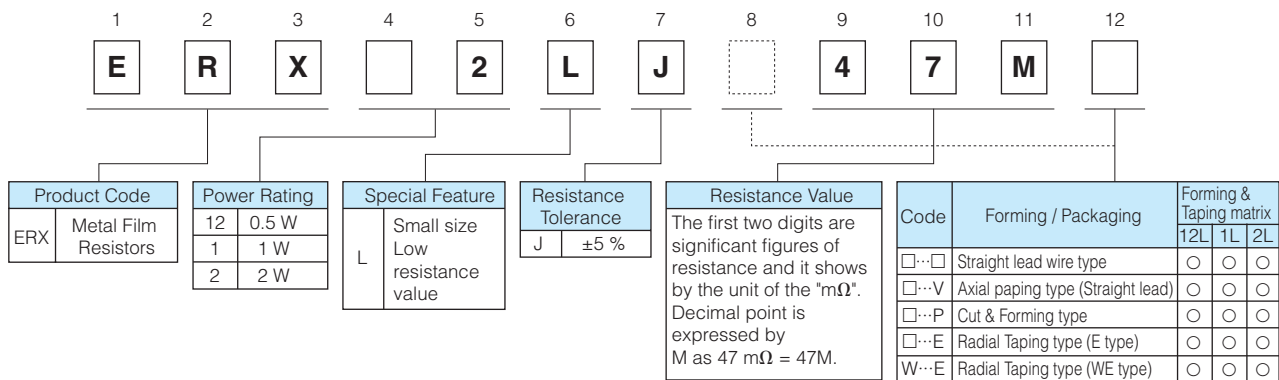 1 2 3 4 5 6 7 8 9 10 11 12
E R X 2 L J 4 7 M
Product Code
ERX Metal Film
Resistors
Power Rating
12 0.5 W
1 1 W
2 2 W
Special Feature
L Small size
Low
resistance
value
Resistance
Tolerance
J ±5 %
Resistance Value
The first two digits are
significant figures of
resistance and it shows
by the unit of the "mΩ".
Decimal point is
expressed by
M as 47 mΩ = 47M.
Code Forming / Packaging Forming &
Taping matrix
12L 1L 2L
□···□ Straight lead wire type ○ ○ ○
□···V Axial paping type (Straight lead) ○ ○ ○
□···P Cut & Forming type ○ ○ ○
□···E Radial Taping type (E type) ○ ○ ○
W···E Radial Taping type (WE type) ○ ○ ○